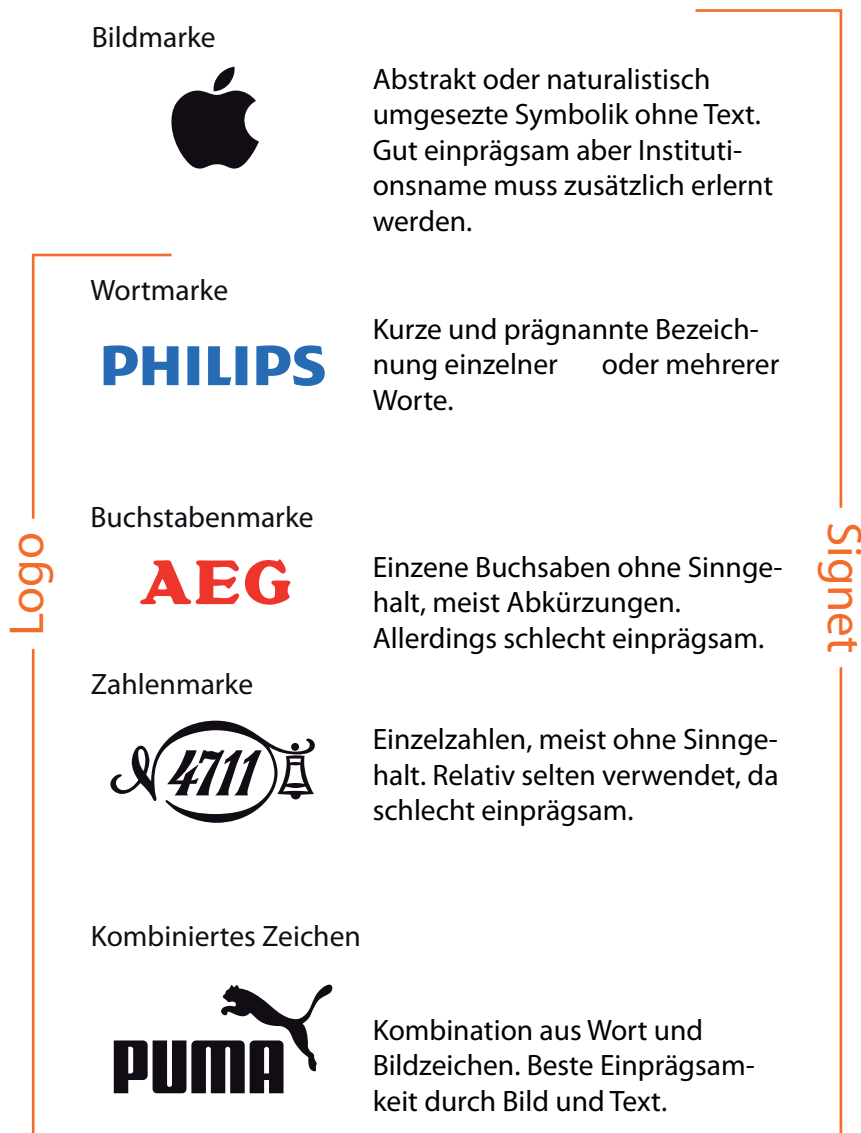 Bildmarke
Abstrakt oder naturalistisch
umgesezte Symbolik ohne Text.
Gut einprägsam aber Instituti-
onsname muss zusätzlich erlernt
werden.
Wortmarke
PHILIPS
Kurze und prägnannte Bezeich-
nung einzelner oder mehrerer
Worte.
Logo
Signet
Buchstabenmarke
AEG
Einzene Buchsaben ohne Sinnge-
halt, meist Abkürzungen.
Allerdings schlecht einprägsam.
Zahlenmarke
N 4711
Einzelzahlen, meist ohne Sinnge-
halt. Relativ selten verwendet, da
schlecht einprägsam.
Kombiniertes Zeichen
PUMA
Kombination aus Wort und
Bildzeichen. Beste Einprägsam-
keit durch Bild und Text.